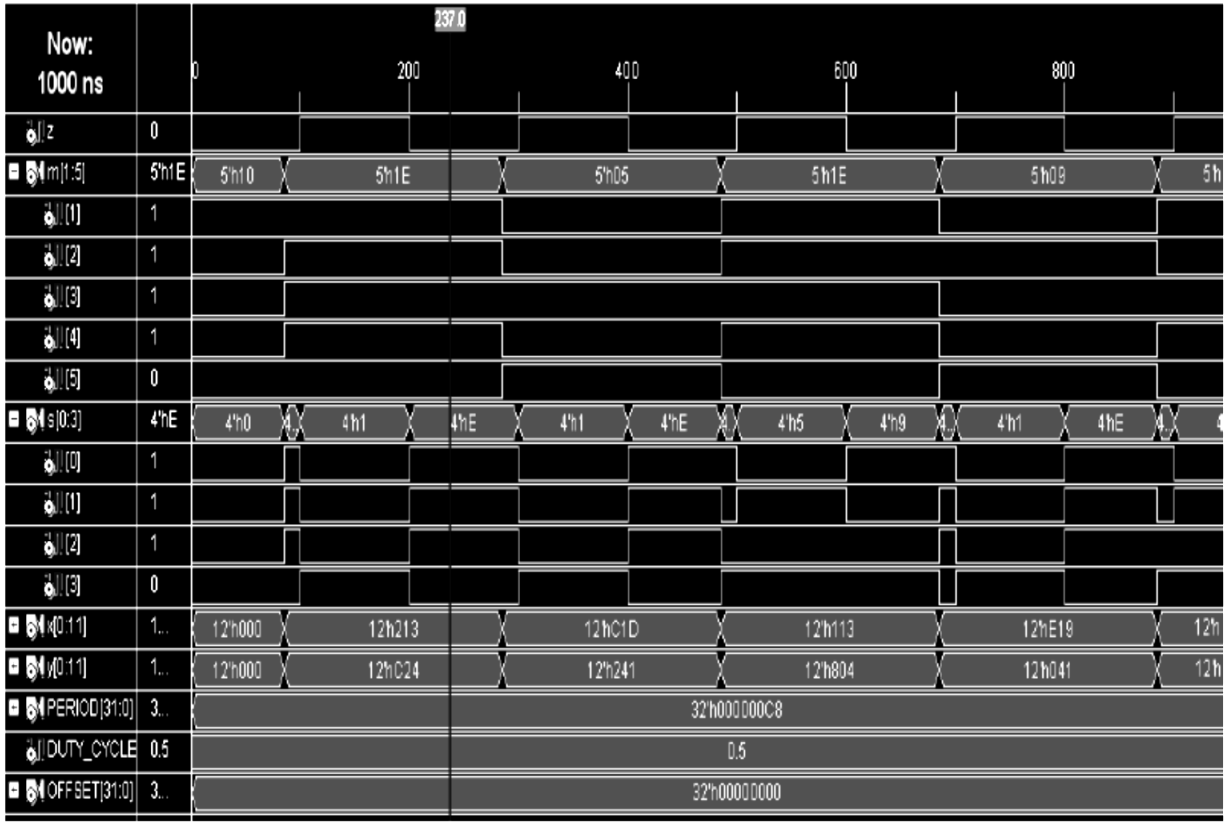 237.0
Now:
1000 ns
0 200 400 600 800
z 0
m[1:5] 5'h1E 5'h10 5'h1E 5'h05 5'h1E 5'h09 5'h
[1] 1
[2] 1
[3] 1
[4] 1
[5] 0
s[0:3] 4'hE 4'h0 4... 4'h1 4'hE 4'h1 4'hE 4... 4'h5 4'h9 4... 4'h1 4'hE 4... 4
[0] 1
[1] 1
[2] 1
[3] 0
x[0:11] 1... 12'h000 12'h213 12'hC1D 12'h113 12'hE19 12'h
y[0:11] 1... 12'h000 12'hC24 12'h241 12'h804 12'h041 12'h
PERIOD[31:0] 3... 32'h000000C8
DUTY_CYCLE 0.5 0.5
OFFSET[31:0] 3... 32'h00000000